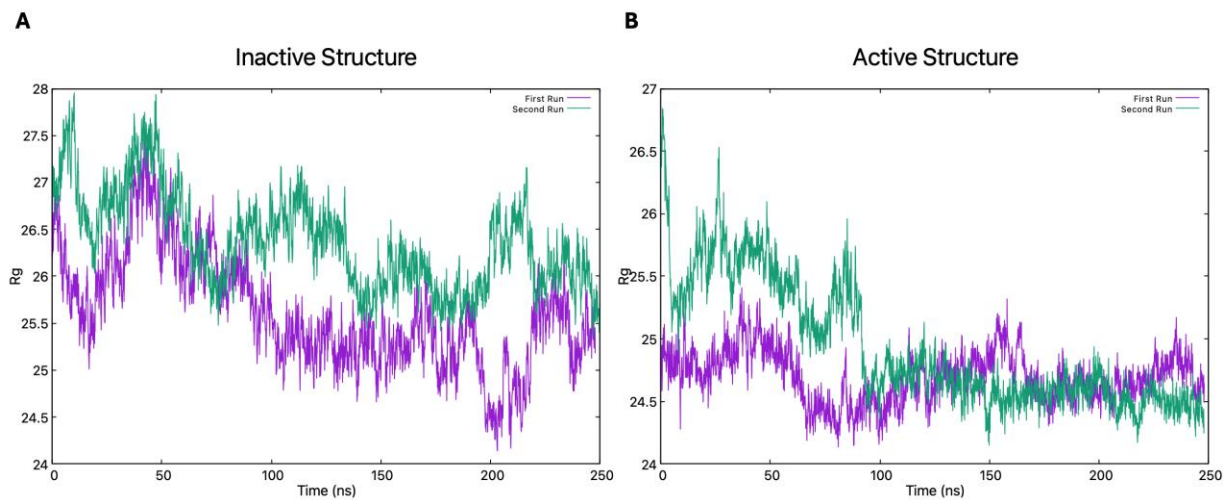 A
Inactive Structure
First Run
Second Run
28
27.5
27
26.5
26
25.5
25
24.5
24
Rg
0
50
100
150
200
250
Time (ns)
B
Active Structure
First Run
Second Run
27
26.5
26
25.5
25
24.5
24
Rg
0
50
100
150
200
250
Time (ns)